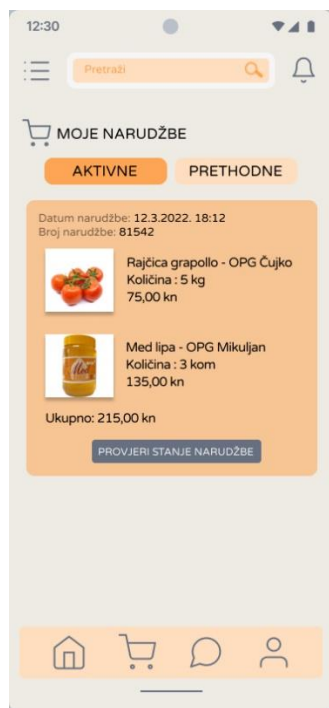 12:30
Pretraži
MOJE NARUDŽBE
AKTIVNE PRETHODNE
Datum narudžbe: 12.3.2022. 18:12
Broj narudžbe: 81542
Rajčica grapollo - OPG Čujko
Količina : 5 kg
75,00 kn
Med
Med lipa - OPG Mikuljan
Količina : 3 kom
135,00 kn
Ukupno: 215,00 kn
PROVJERI STANJE NARUDŽBE